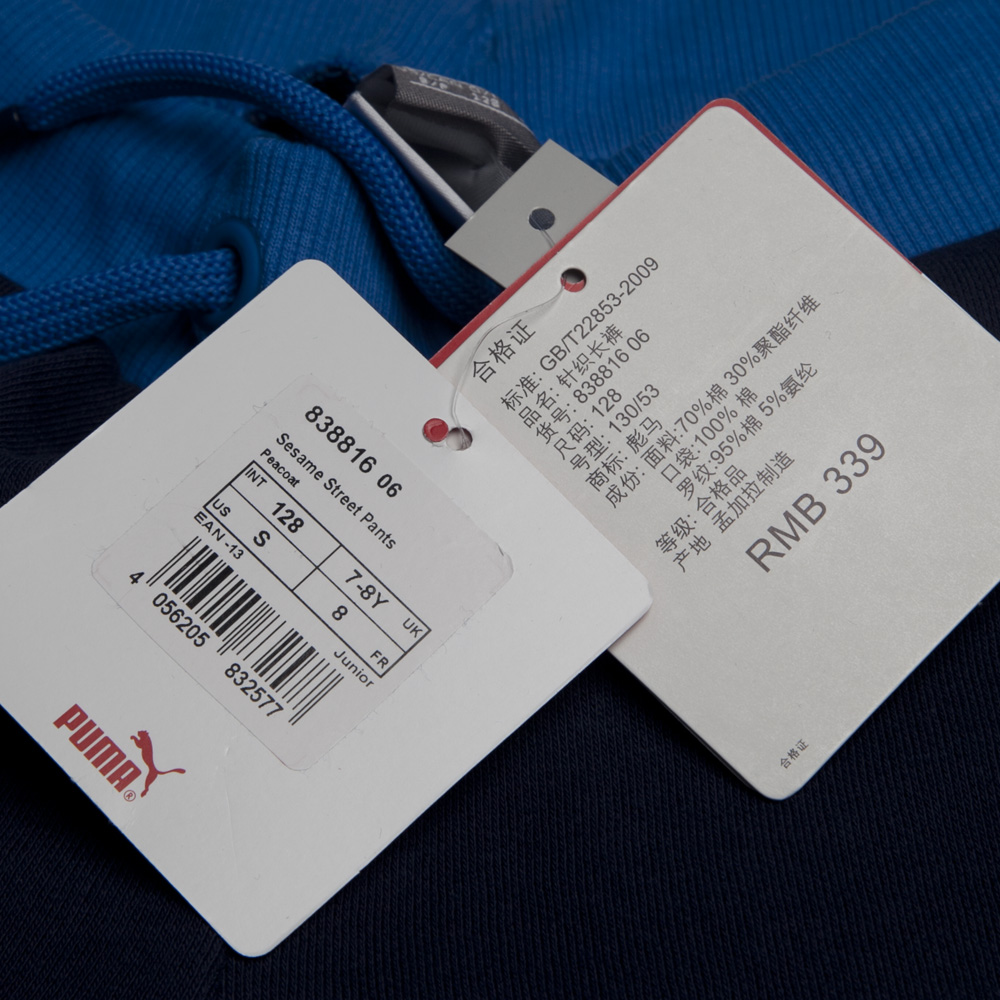 838816 06
Sesame Street Pants
Peacoat
INT 128 7-8Y UK
US S 8 FR
EAN -13 Junior
4 056205 832577
PUMA®
合格证
标准: GB/T22853-2009
品名: 针织长裤
货号: 838816 06
尺码: 128
号型: 130/53
商标: 彪马
成份: 面料:70%棉 30%聚酯纤维
口袋:100% 棉
罗纹:95%棉 5%氨纶
等级: 合格品
产地 孟加拉制造
RMB 339
合格证